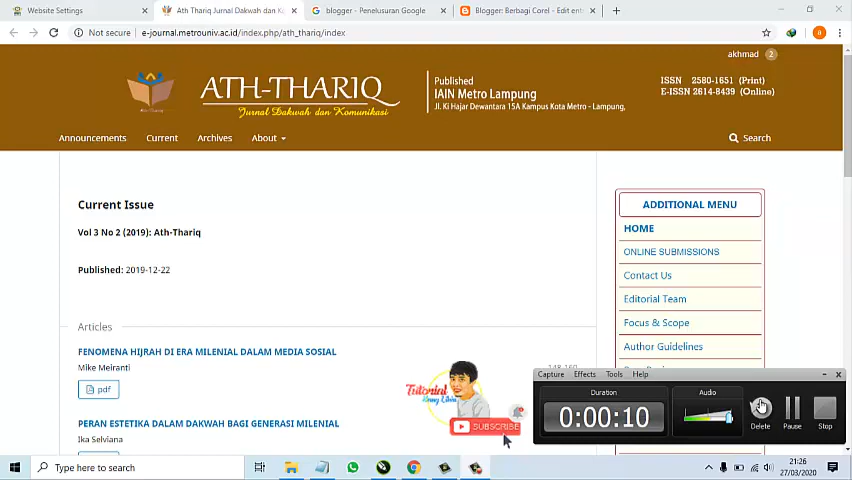 Website Settings
Ath Thariq Jurnal Dakwah dan Ko
blogger - Penelusuran Google
Blogger: Berbagi Corel - Edit ent
Not secure
e-journal.metrouniv.ac.id/index.php/ath_thariq/index
a
akhmad 2
ATH-THARIQ
Jurnal Dakwah dan Komunikasi
Published
IAIN Metro Lampung
Jl. Ki Hajar Dewantara 15A Kampus Kota Metro - Lampung,
ISSN 2580-1651 (Print)
E-ISSN 2614-8439 (Online)
Announcements
Current
Archives
About
Search
Current Issue
Vol 3 No 2 (2019): Ath-Thariq
Published: 2019-12-22
Articles
FENOMENA HIJRAH DI ERA MILENIAL DALAM MEDIA SOSIAL
Mike Meiranti
148-160
pdf
PERAN ESTETIKA DALAM DAKWAH BAGI GENERASI MILENIAL
Ika Selviana
ADDITIONAL MENU
HOME
ONLINE SUBMISSIONS
Contact Us
Editorial Team
Focus & Scope
Author Guidelines
Tutorial
SUBSCRIBE
Capture
Effects
Tools
Help
Duration
0:00:10
Audio
Delete
Pause
Stop
Type here to search
21:26
27/03/2020